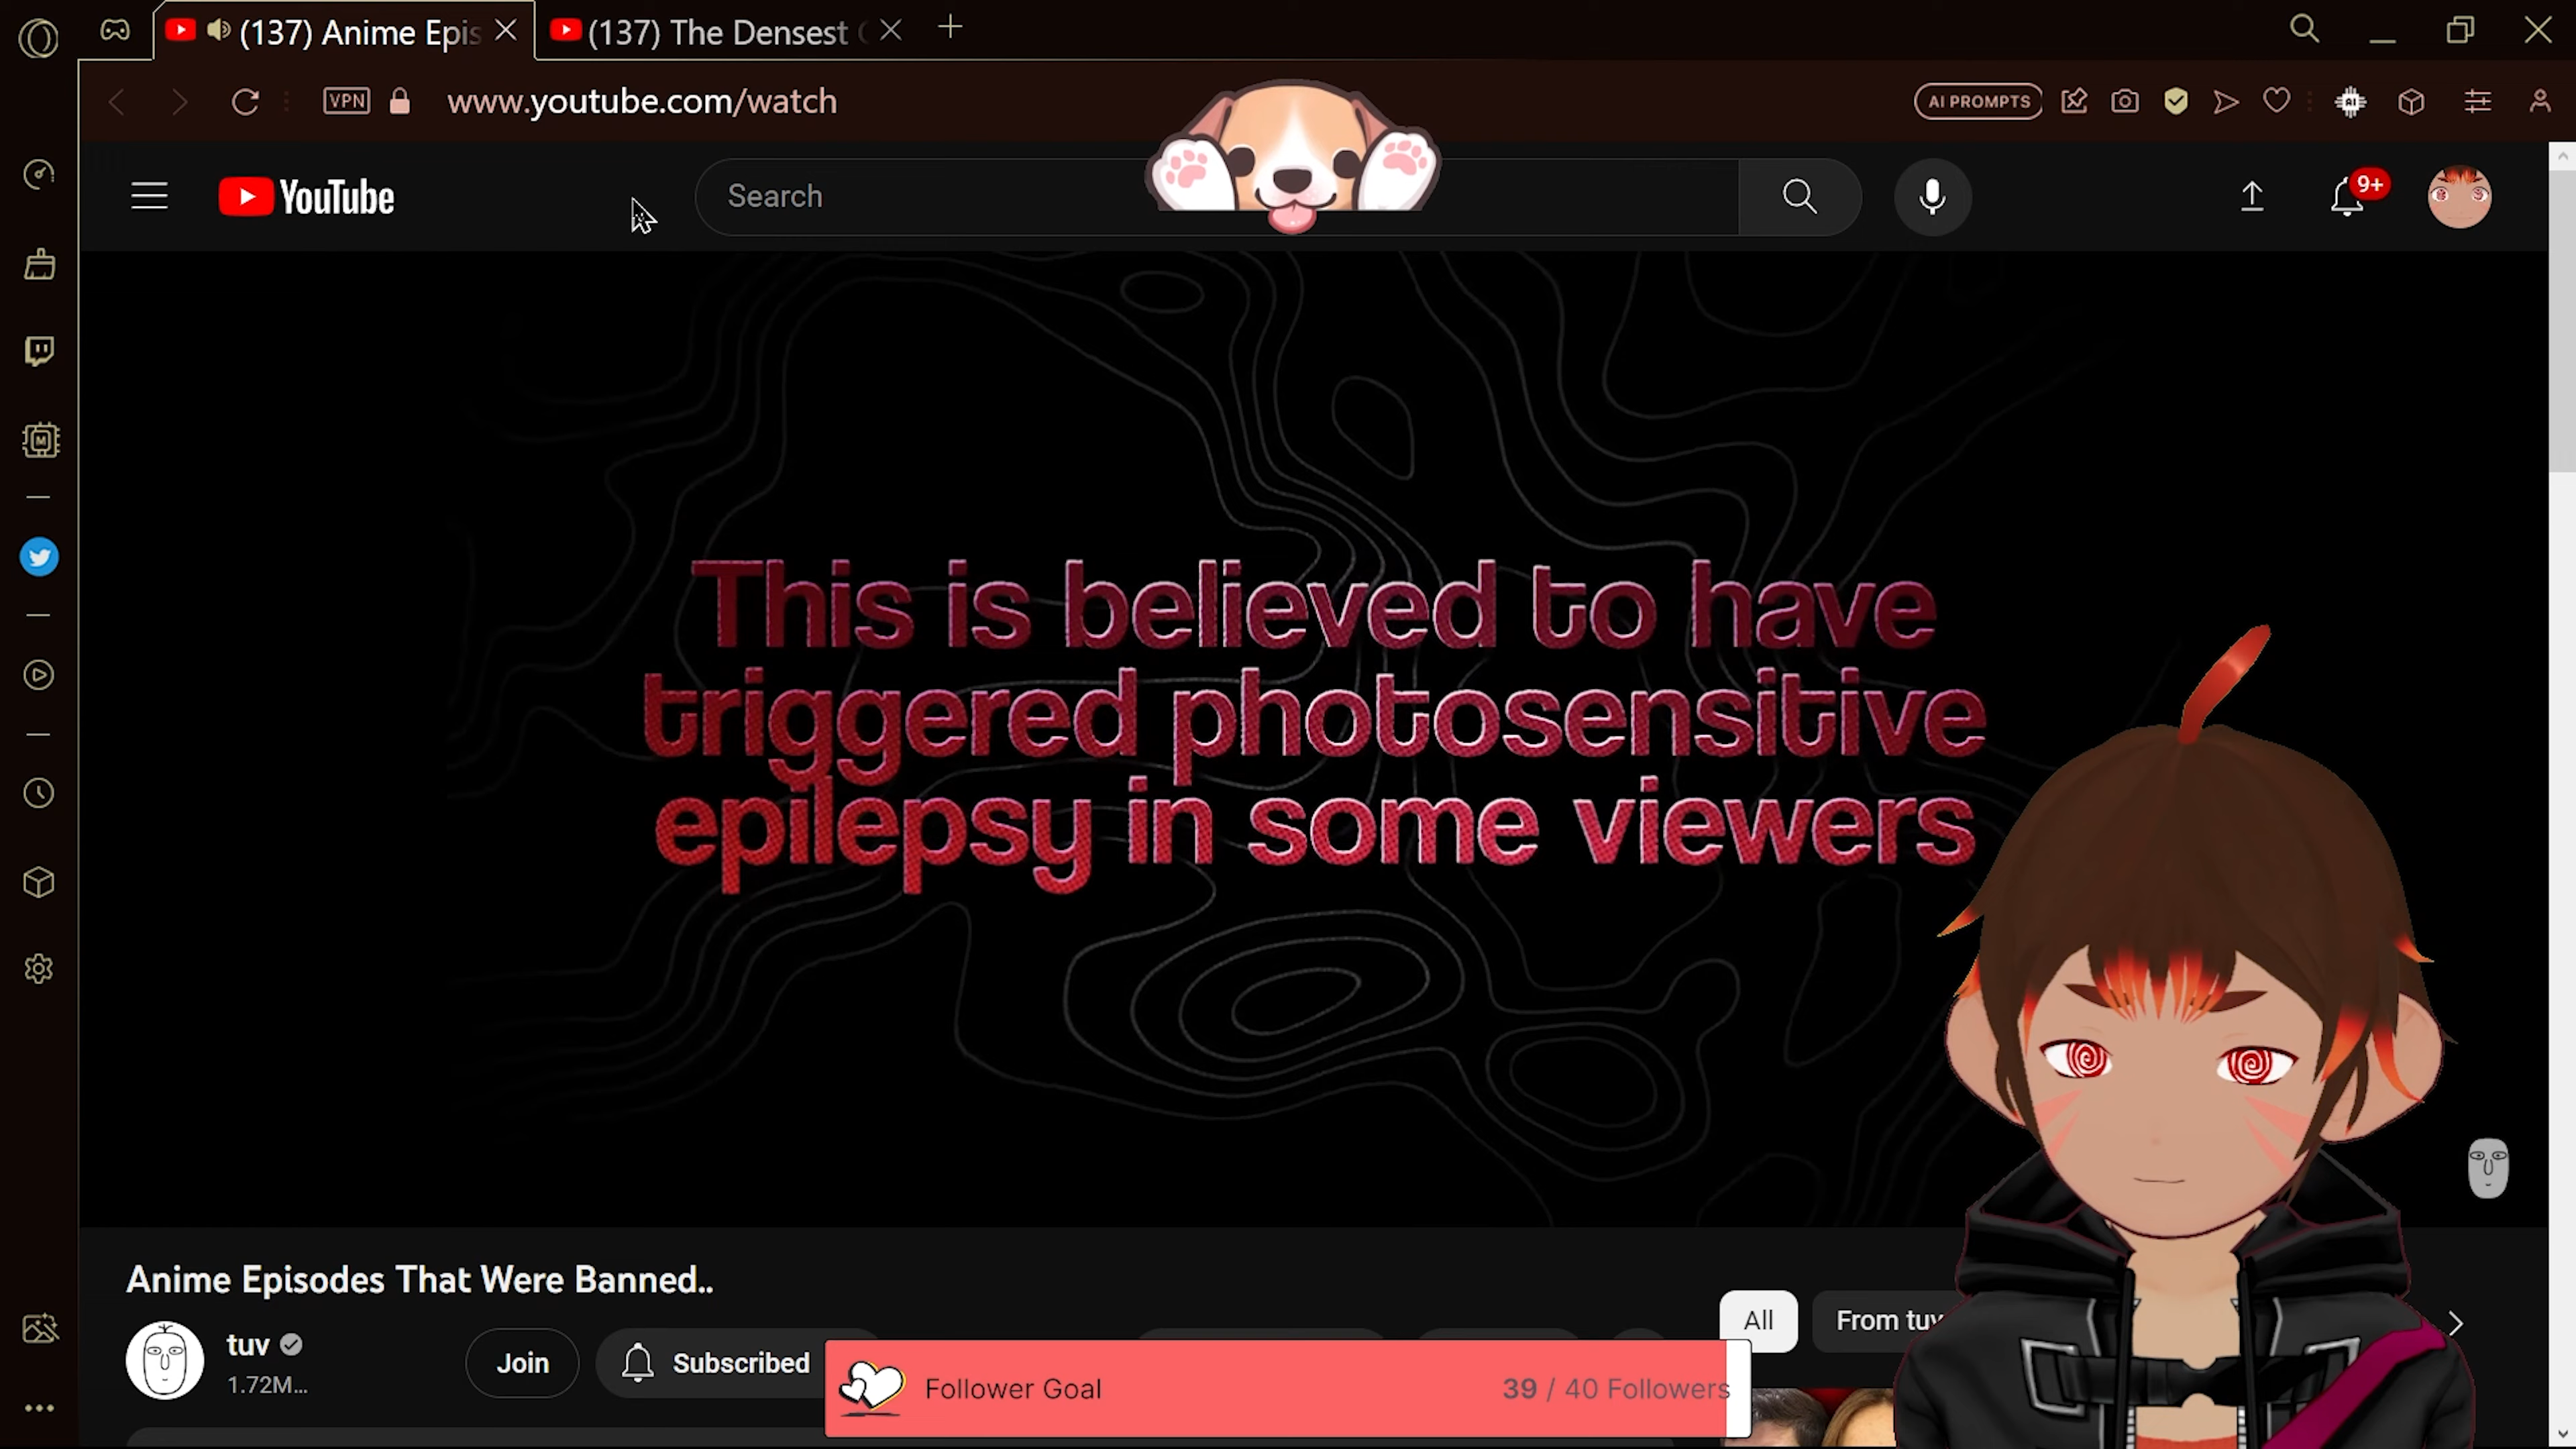 (137) Anime Epis
(137) The Densest
VPN
www.youtube.com/watch
AI PROMPTS
AI
M
YouTube
Search
9+
This is believed to have
triggered photosensitive
epilepsy in some viewers
Anime Episodes That Were Banned..
tuv
1.72M...
Join
Subscribed
All
From tuv
Follower Goal
39 / 40 Followers